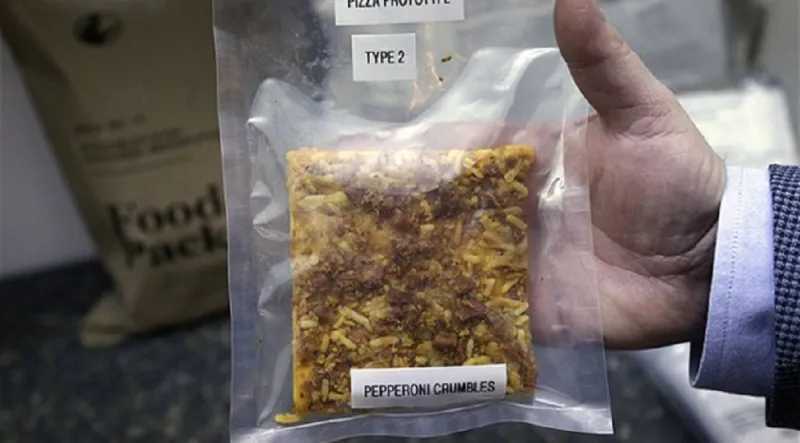 PIZZA PROTOTYPE
TYPE 2
PEPPERONI CRUMBLES
Food
Pack